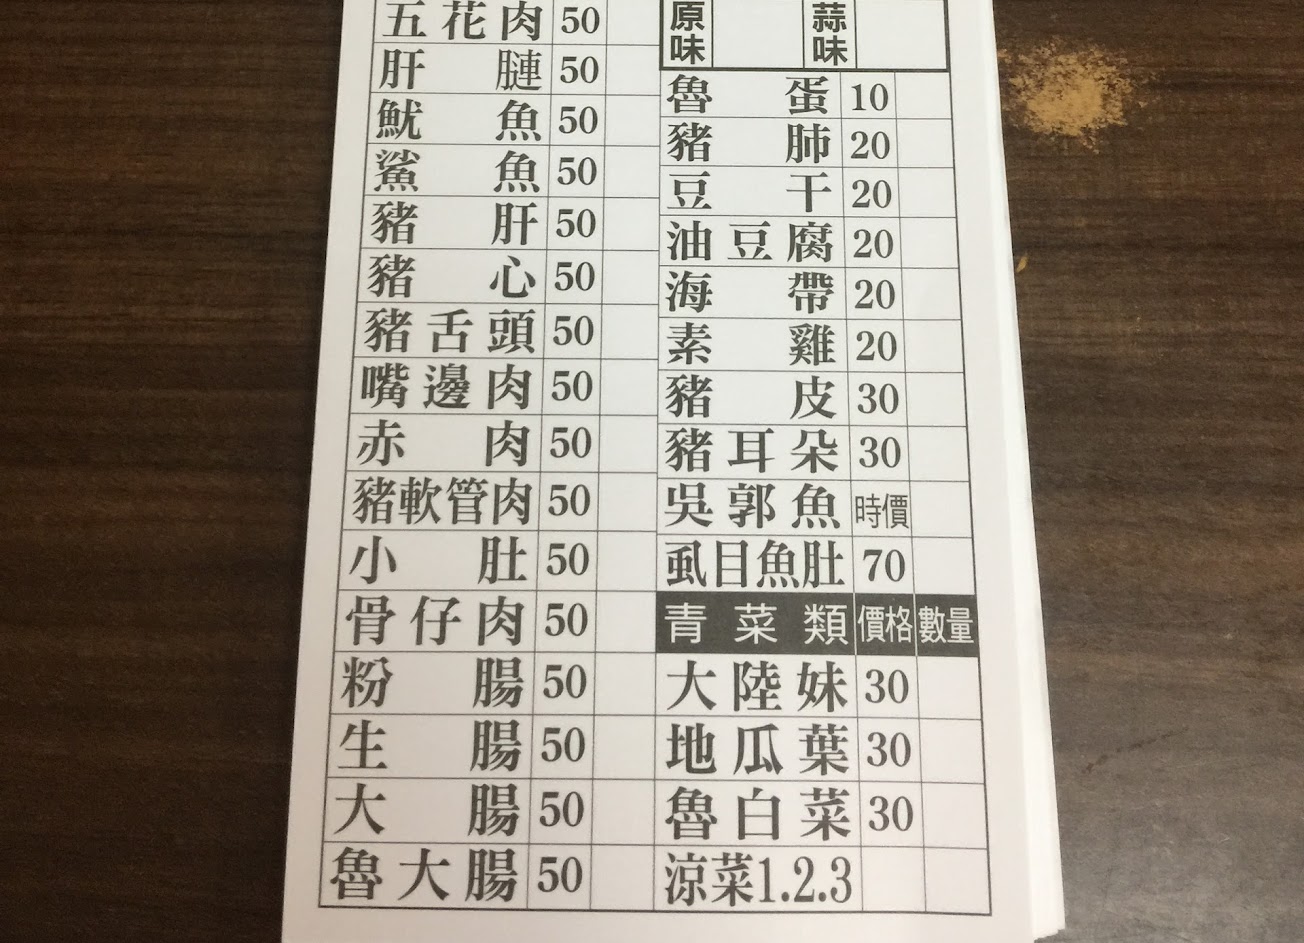 五花肉 50
肝腱 50
魷魚 50
鯊魚 50
豬肝 50
豬心 50
豬舌頭 50
嘴邊肉 50
赤肉 50
豬軟管肉 50
小肚 50
骨仔肉 50
粉腸 50
生腸 50
大腸 50
魯大腸 50
原味 蒜味
魯蛋 10
豬肺 20
豆干 20
油豆腐 20
海帶 20
素雞 20
豬皮 30
豬耳朵 30
吳郭魚 時價
虱目魚肚 70
青菜類 價格 數量
大陸妹 30
地瓜葉 30
魯白菜 30
涼菜1.2.3